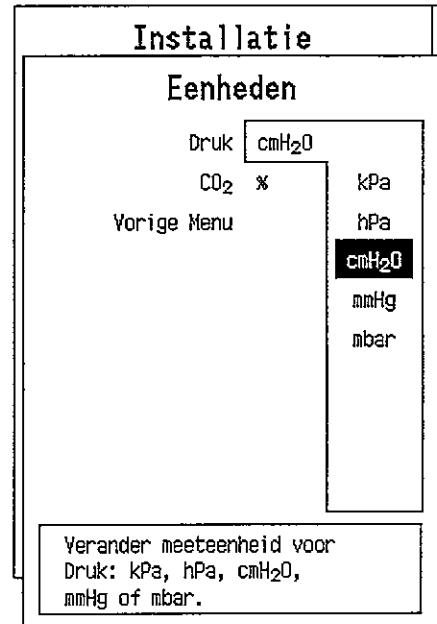 Installatie
Eenheden
Druk cmH₂O
CO₂ % kPa
Vorige Menu hPa
cmH₂O
mmHg
mbar
Verander meeteenheid voor
Druk: kPa, hPa, cmH₂O,
mmHg of mbar.